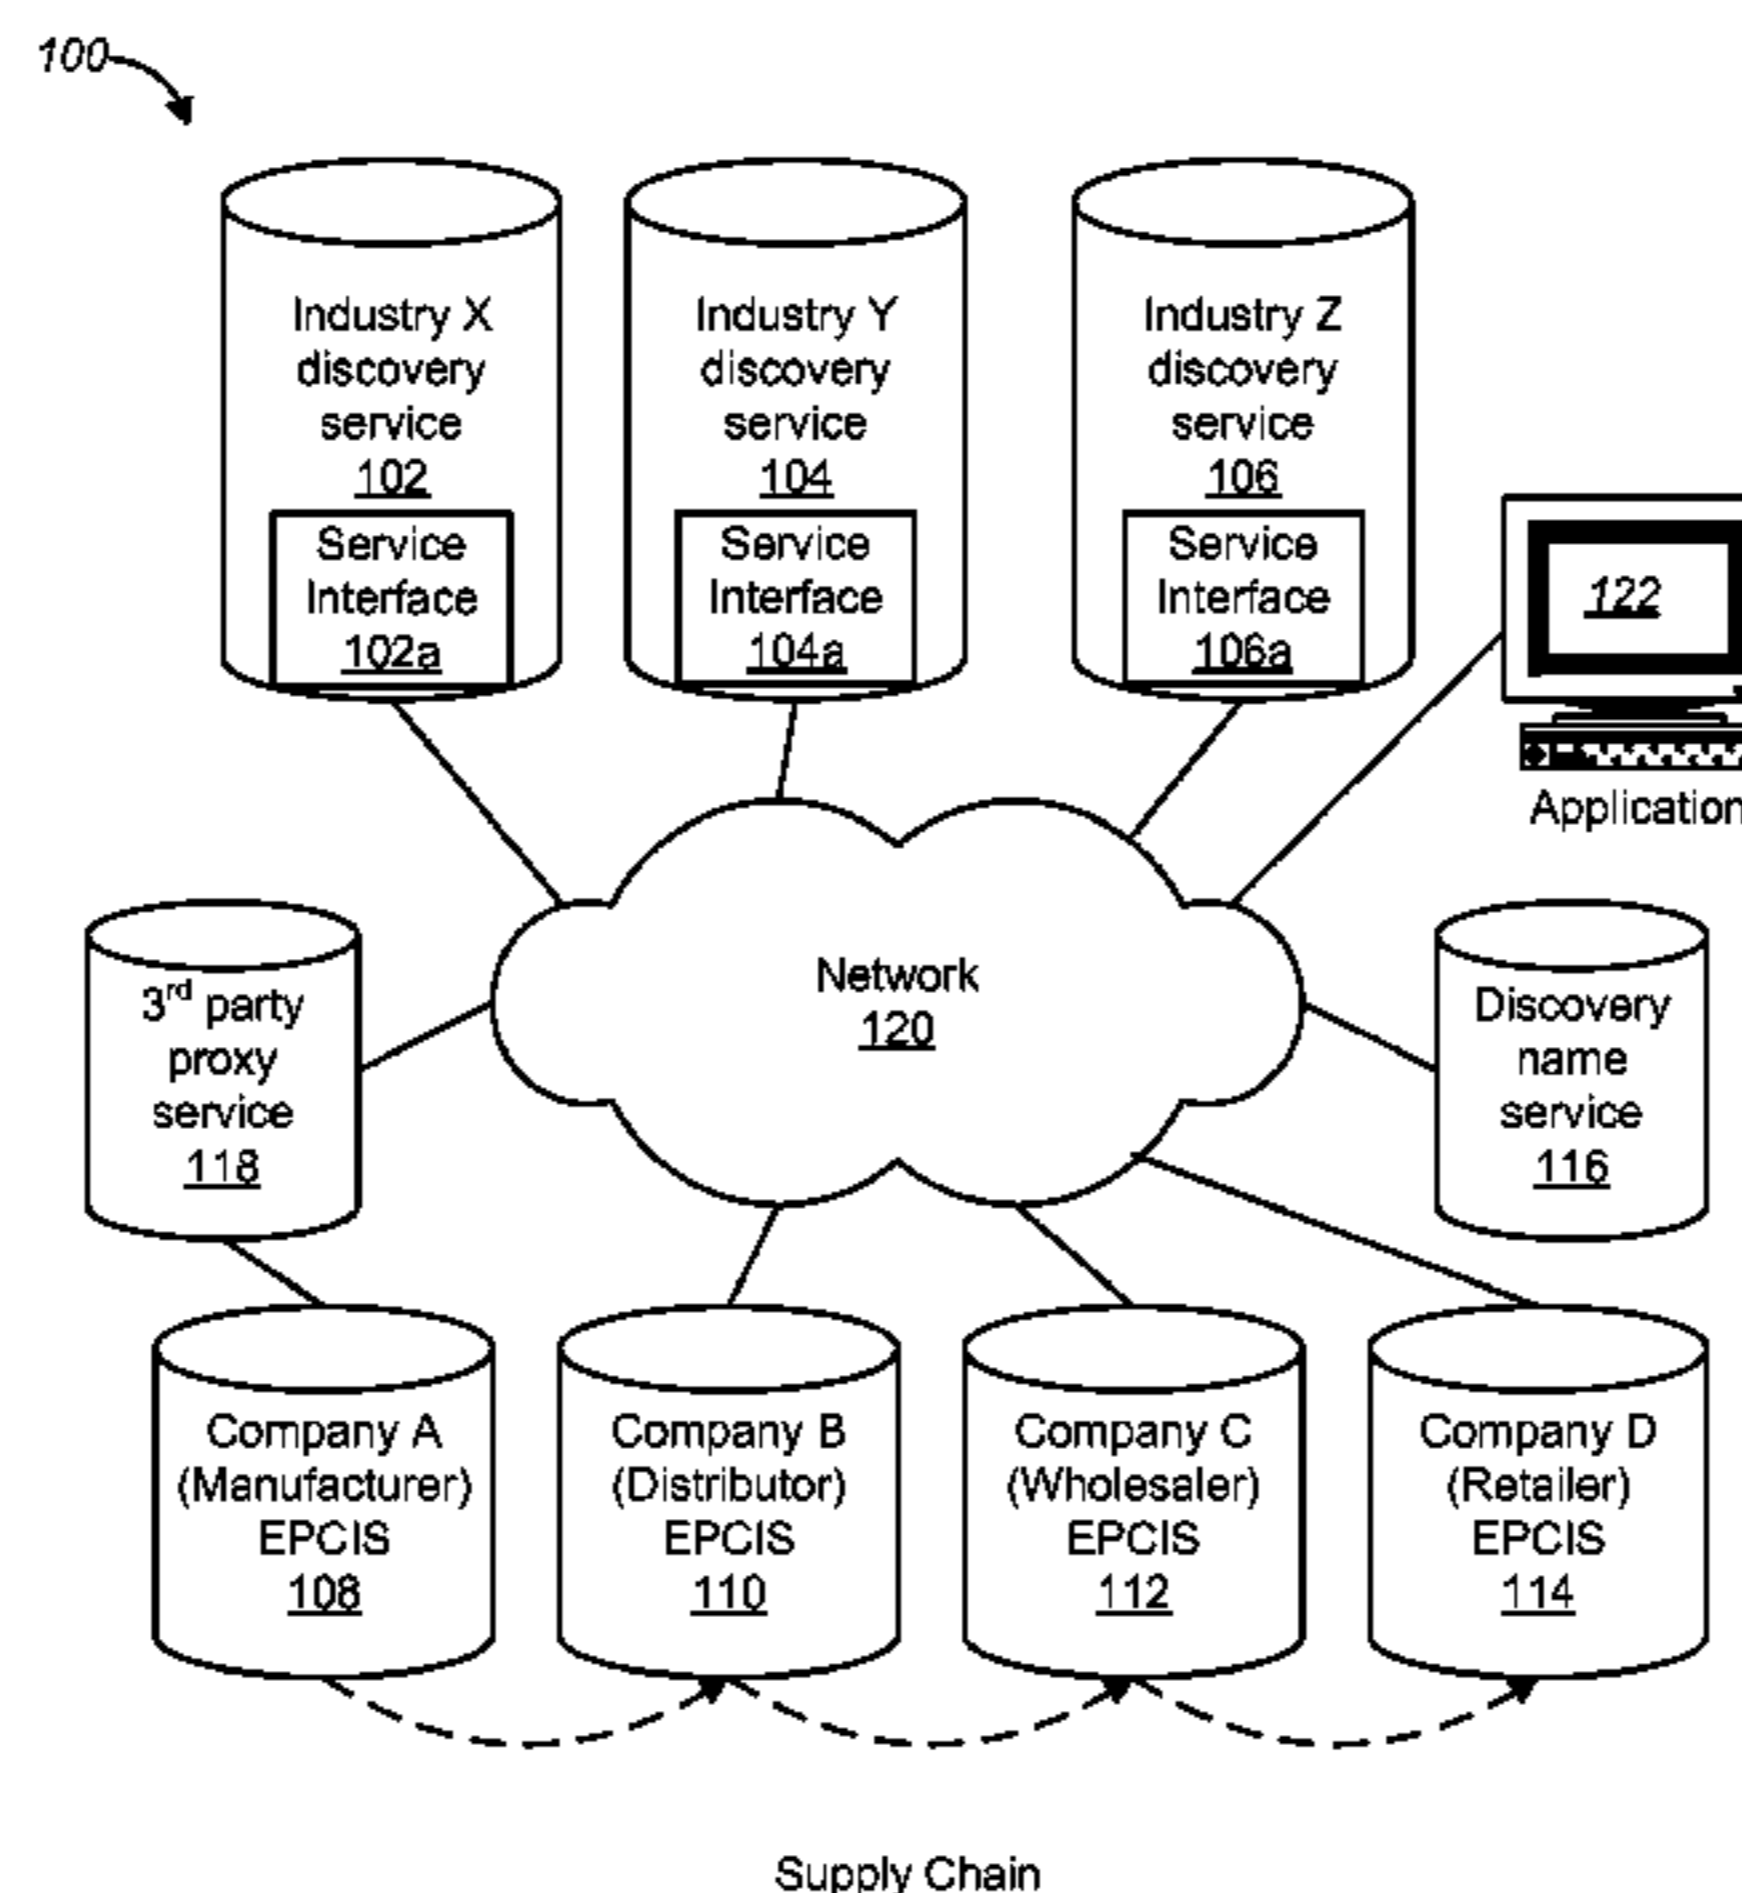 100
Industry X
discovery
service
102
Service
Interface
102a
Industry Y
discovery
service
104
Service
Interface
104a
Industry Z
discovery
service
106
Service
Interface
106a
122
Application
3rd party
proxy
service
118
Network
120
Discovery
name
service
116
Company A
(Manufacturer)
EPCIS
108
Company B
(Distributor)
EPCIS
110
Company C
(Wholesaler)
EPCIS
112
Company D
(Retailer)
EPCIS
114
Supply Chain